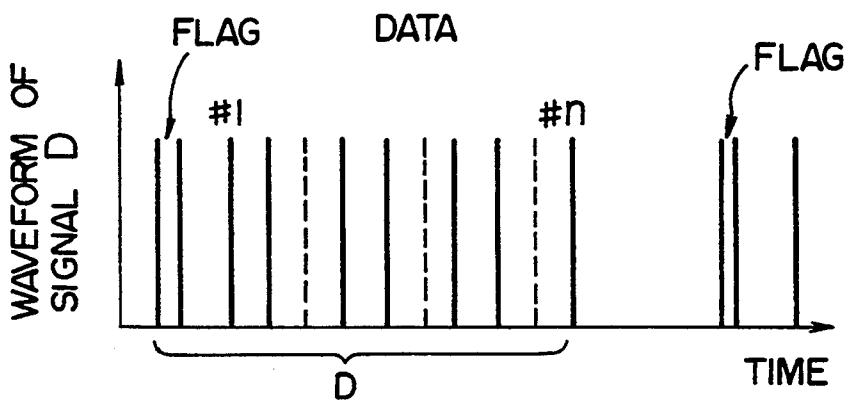 FLAG
DATA
FLAG
#1
#n
WAVEFORM OF
SIGNAL D
D
TIME